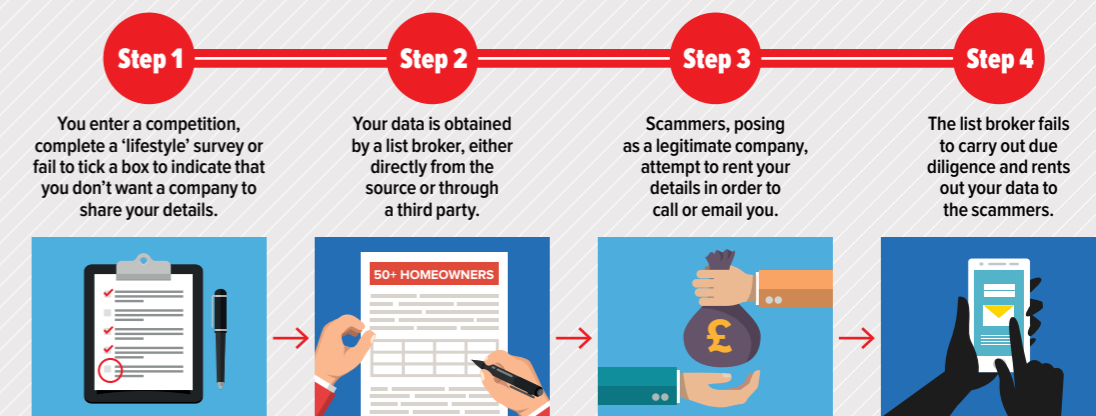 Step 1
You enter a competition,
complete a ‘lifestyle’ survey or
fail to tick a box to indicate that
you don’t want a company to
share your details.
Step 2
Your data is obtained
by a list broker, either
directly from the
source or through
a third party.
50+ HOMEOWNERS
Step 3
Scammers, posing
as a legitimate company,
attempt to rent your
details in order to
call or email you.
£
Step 4
The list broker fails
to carry out due
diligence and rents
out your data to
the scammers.